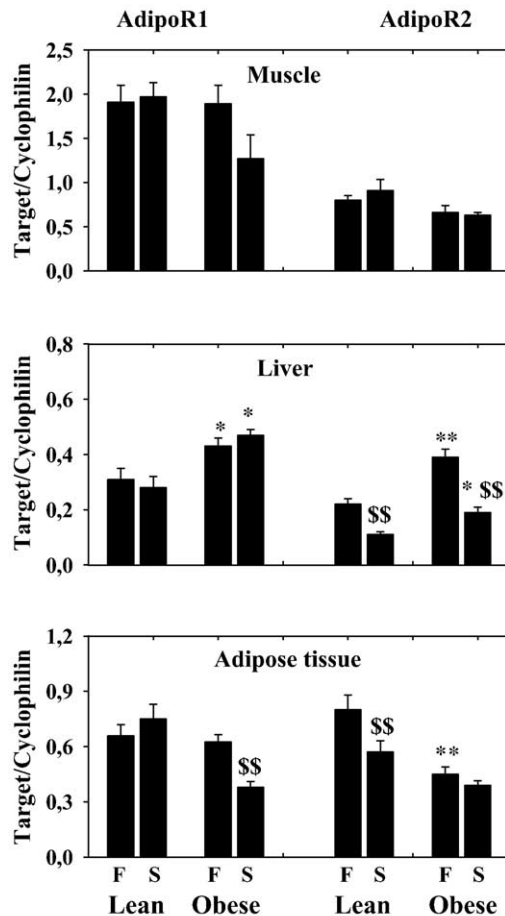 AdipoR1 AdipoR2
Target/Cyclophilin
2,5
2,0
1,5
1,0
0,5
0,0
Muscle
Target/Cyclophilin
0,8
0,6
0,4
0,2
0,0
Liver
* * ** * $$
$$
Target/Cyclophilin
1,2
0,9
0,6
0,3
0,0
Adipose tissue
$$ $$ **
F S F S F S F S
Lean Obese Lean Obese